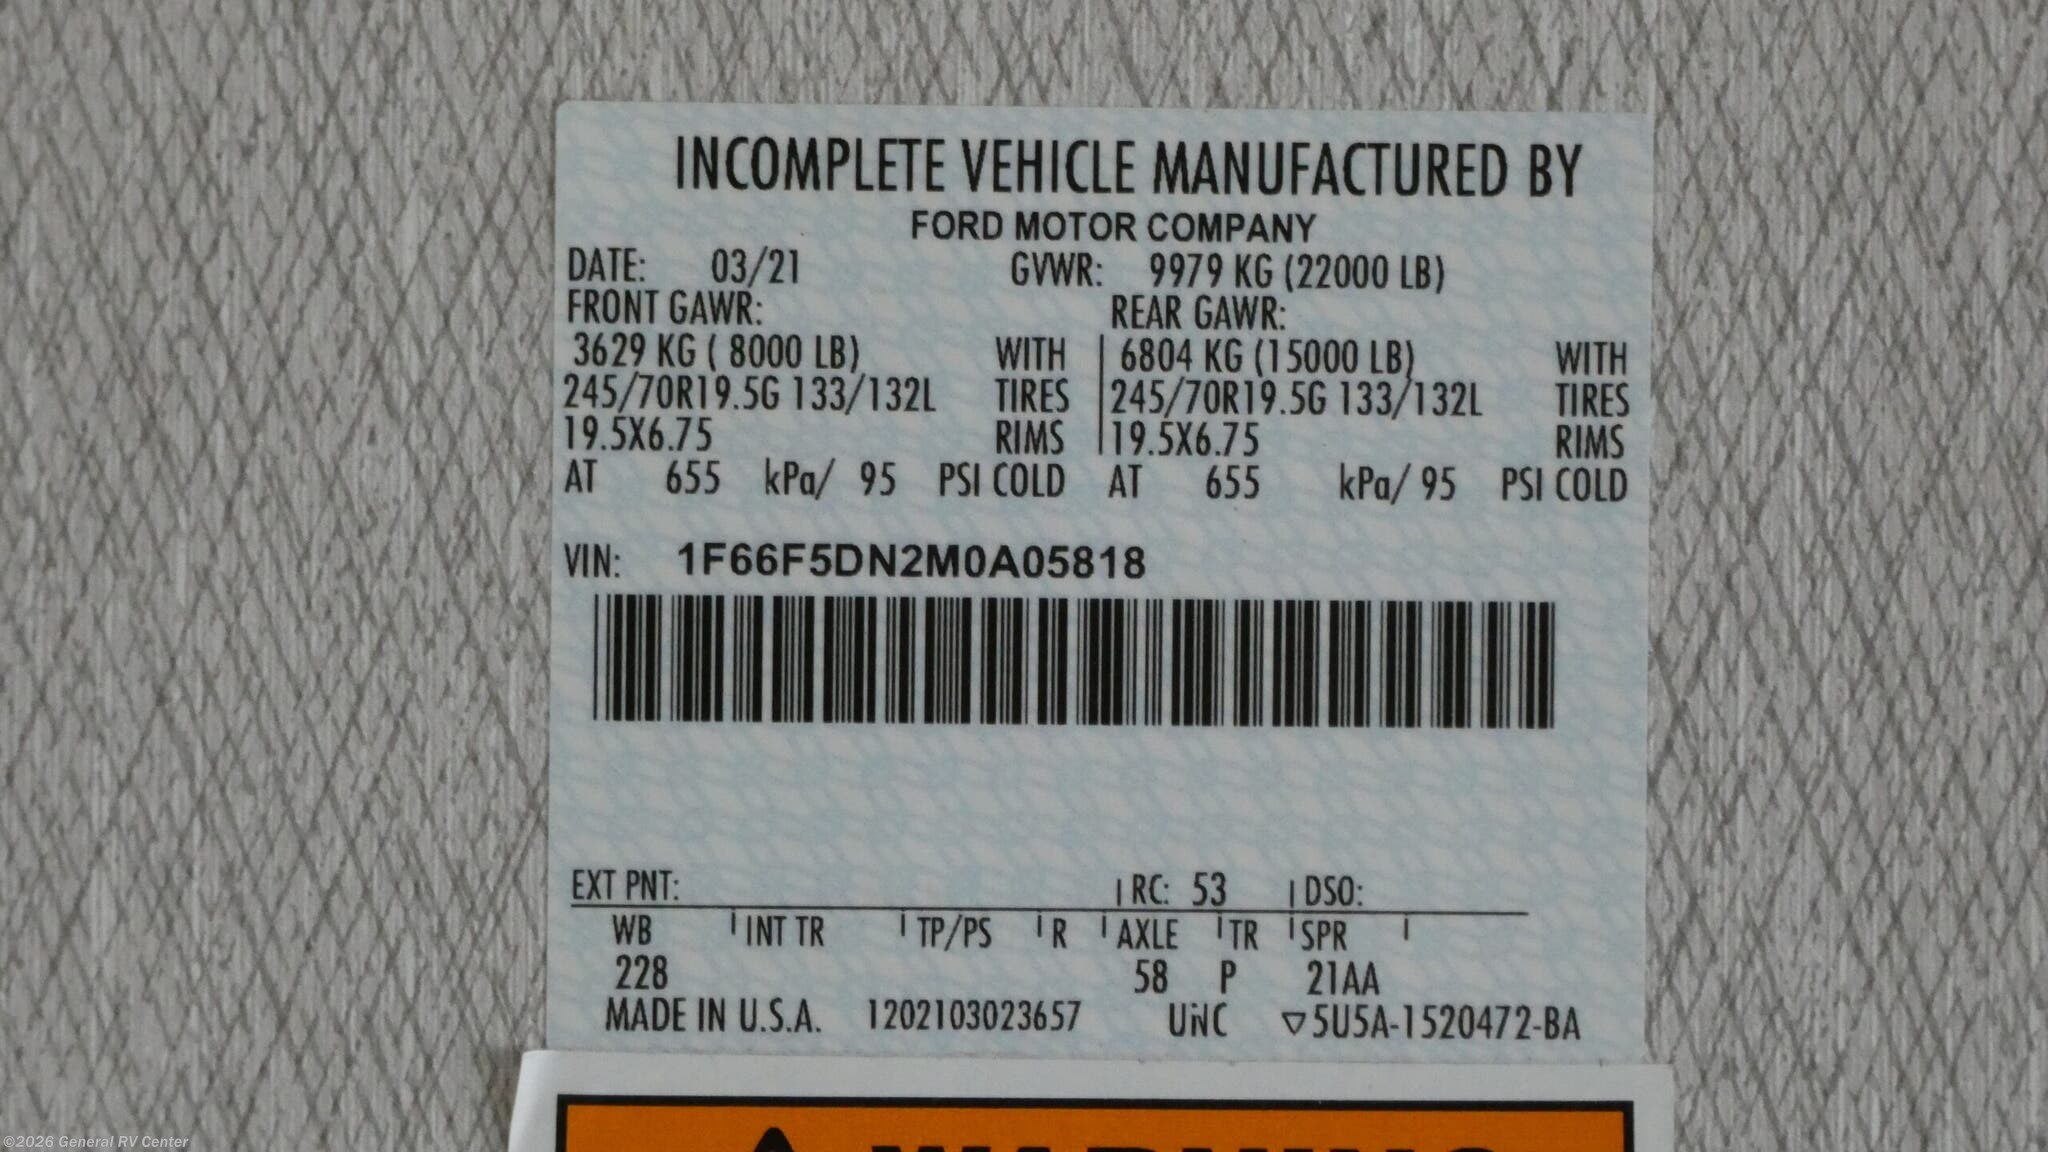 INCOMPLETE VEHICLE MANUFACTURED BY
FORD MOTOR COMPANY
DATE: 03/21 GVWR: 9979 KG (22000 LB)
FRONT GAWR: REAR GAWR:
3629 KG ( 8000 LB) WITH | 6804 KG (15000 LB) WITH
245/70R19.5G 133/132L TIRES | 245/70R19.5G 133/132L TIRES
19.5X6.75 RIMS | 19.5X6.75 RIMS
AT 655 kPa/ 95 PSI COLD AT 655 kPa/ 95 PSI COLD
VIN: 1F66F5DN2M0A05818
EXT PNT: | RC: 53 | DSO:
WB | INT TR | TP/PS | R | AXLE | TR | SPR |
228 58 P 21AA
MADE IN U.S.A. 1202103023657 UNC ▽5U5A-1520472-BA
WARNING
©2026 General RV Center